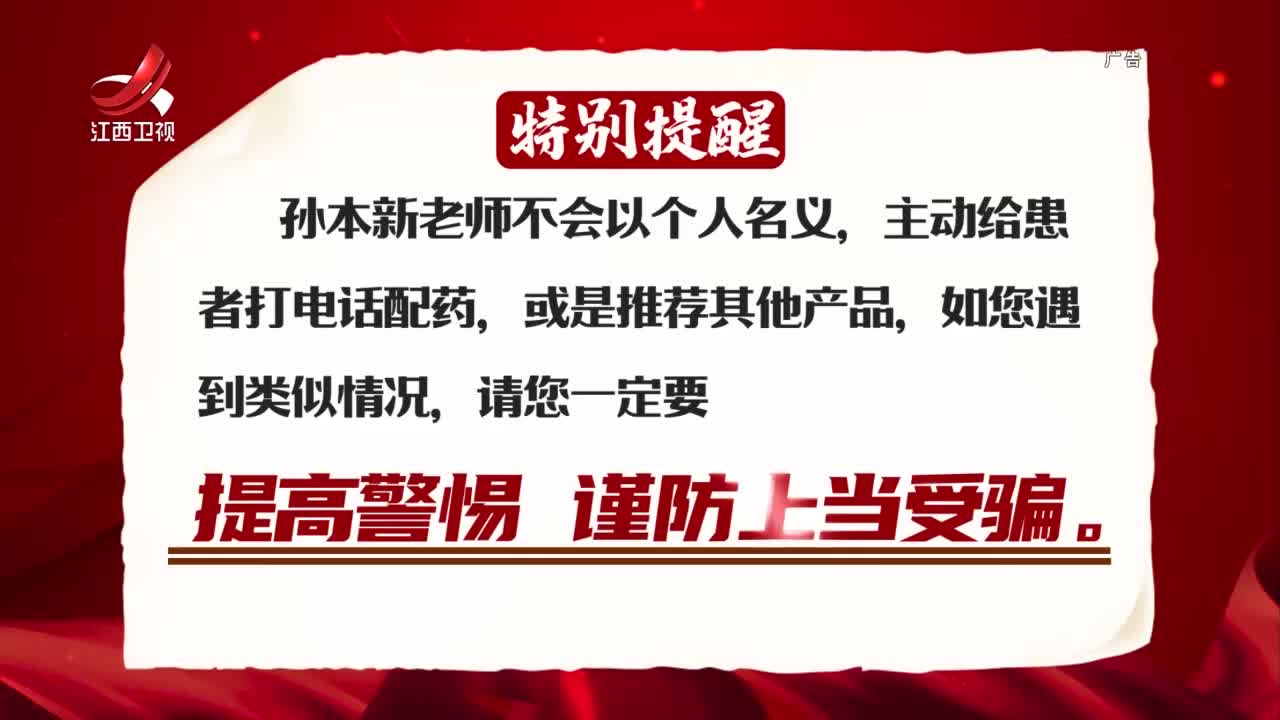 广告
江西卫视
特别提醒
孙本新老师不会以个人名义，主动给患
者打电话配药，或是推荐其他产品，如您遇
到类似情况，请您一定要
提高警惕 谨防上当受骗。